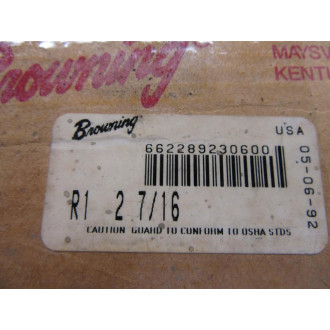 Browning
MAYSV
KENT
Browning
USA
662289230600
05-06-92
R1 2 7/16
CAUTION GUARD TO CONFORM TO OSHA STDS